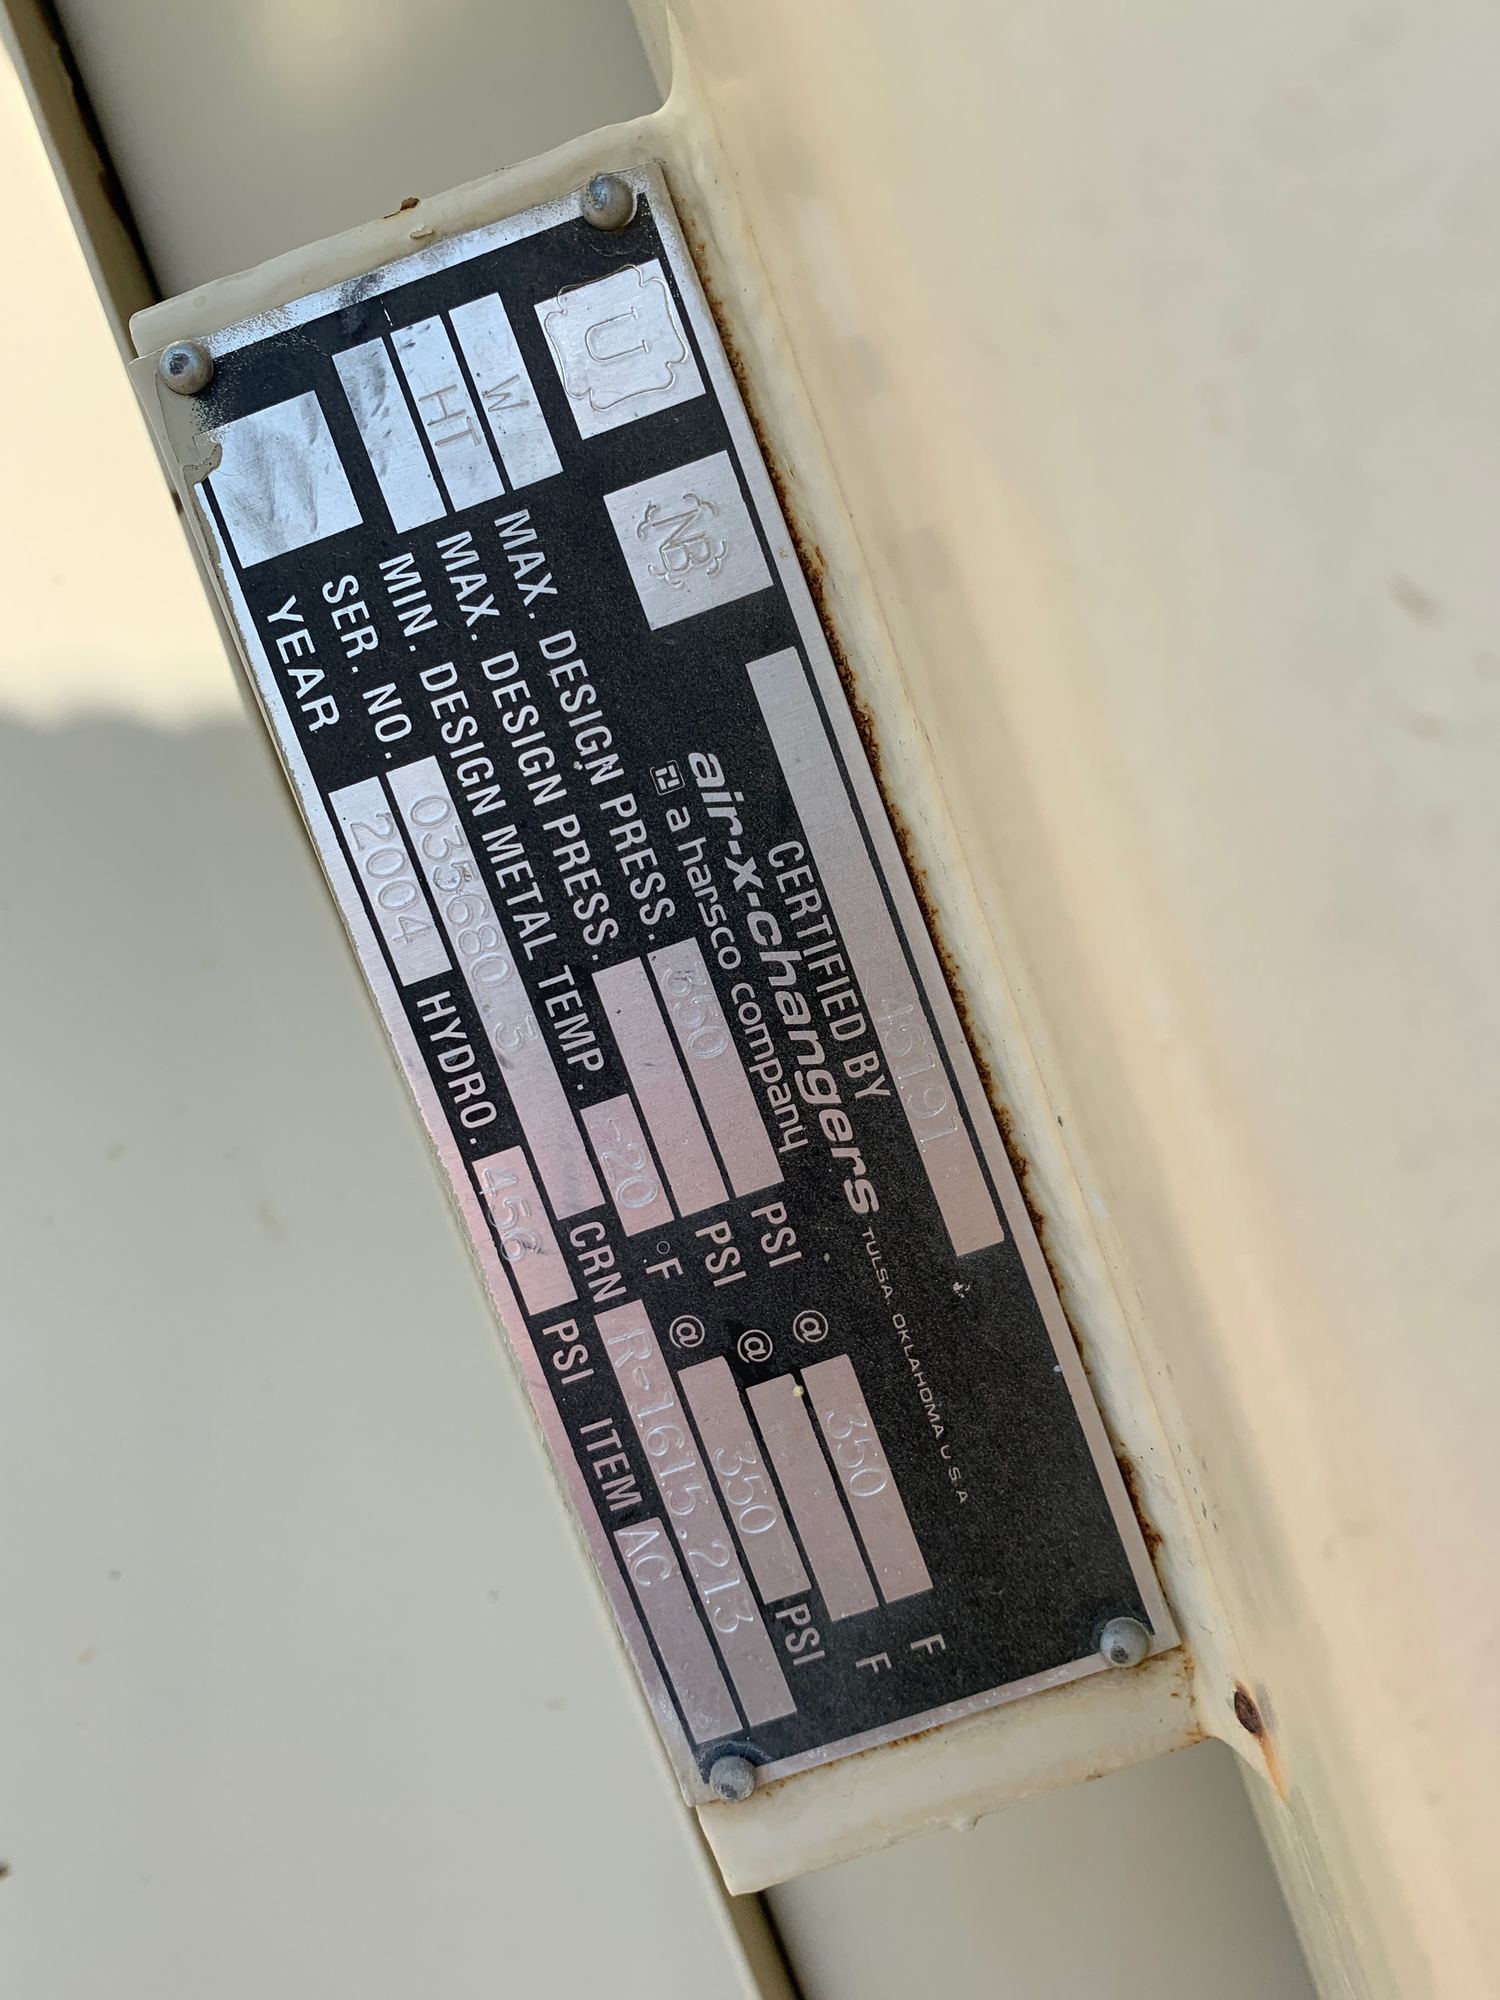 45191
U NB CERTIFIED BY
air-x-changers TULSA, OKLAHOMA U S A
a harsco company
W MAX. DESIGN PRESS. 350 PSI @ 350 F
HT MAX. DESIGN PRESS. PSI @ F
MIN. DESIGN METAL TEMP. -20 °F @ 350 PSI
SER. NO. 035680.3 CRN R-1615.213
YEAR 2004 HYDRO. 456 PSI ITEM AC